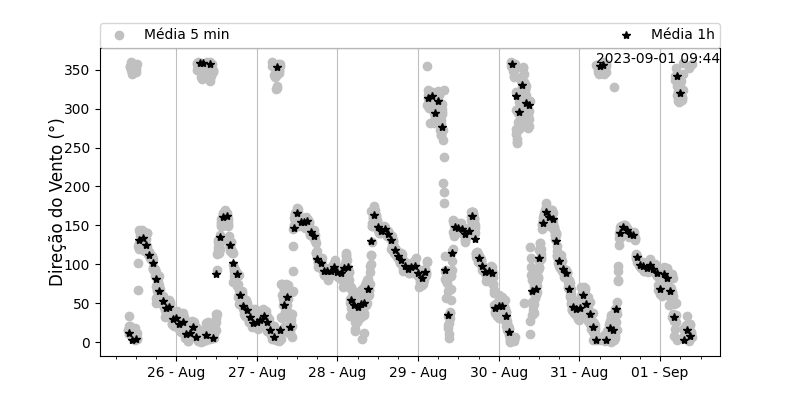 Média 5 min
Média 1h
2023-09-01 09:44
Direção do Vento (°)
350
300
250
200
150
100
50
0
26 - Aug
27 - Aug
28 - Aug
29 - Aug
30 - Aug
31 - Aug
01 - Sep